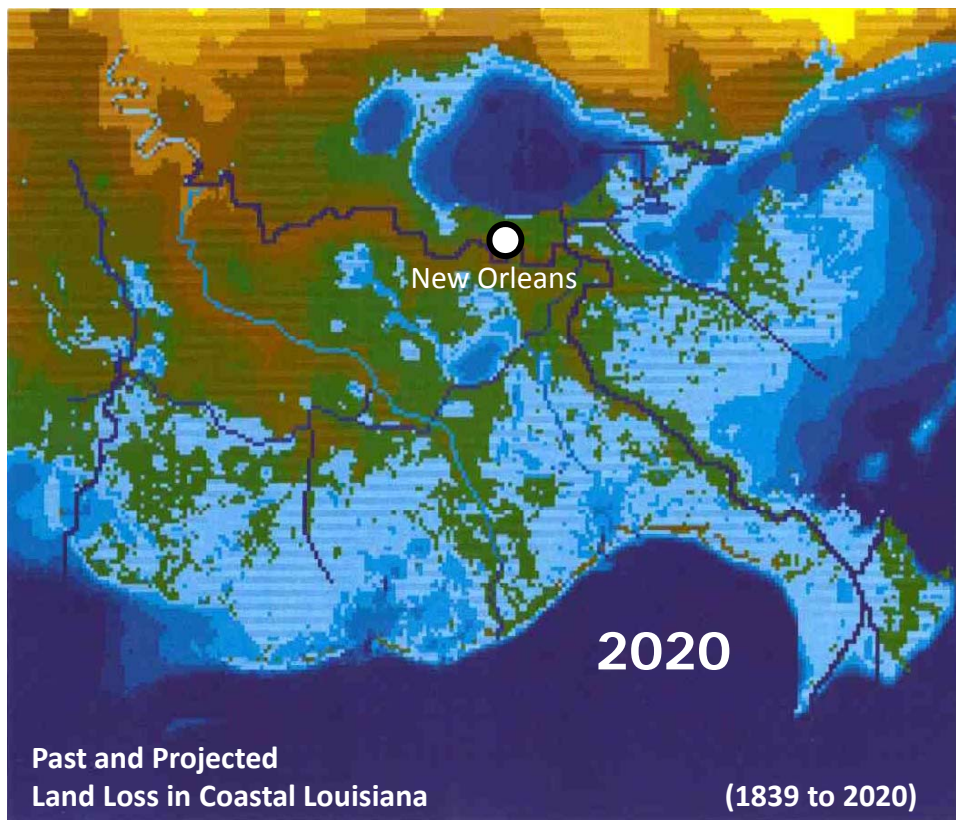 New Orleans
2020
Past and Projected
Land Loss in Coastal Louisiana
(1839 to 2020)